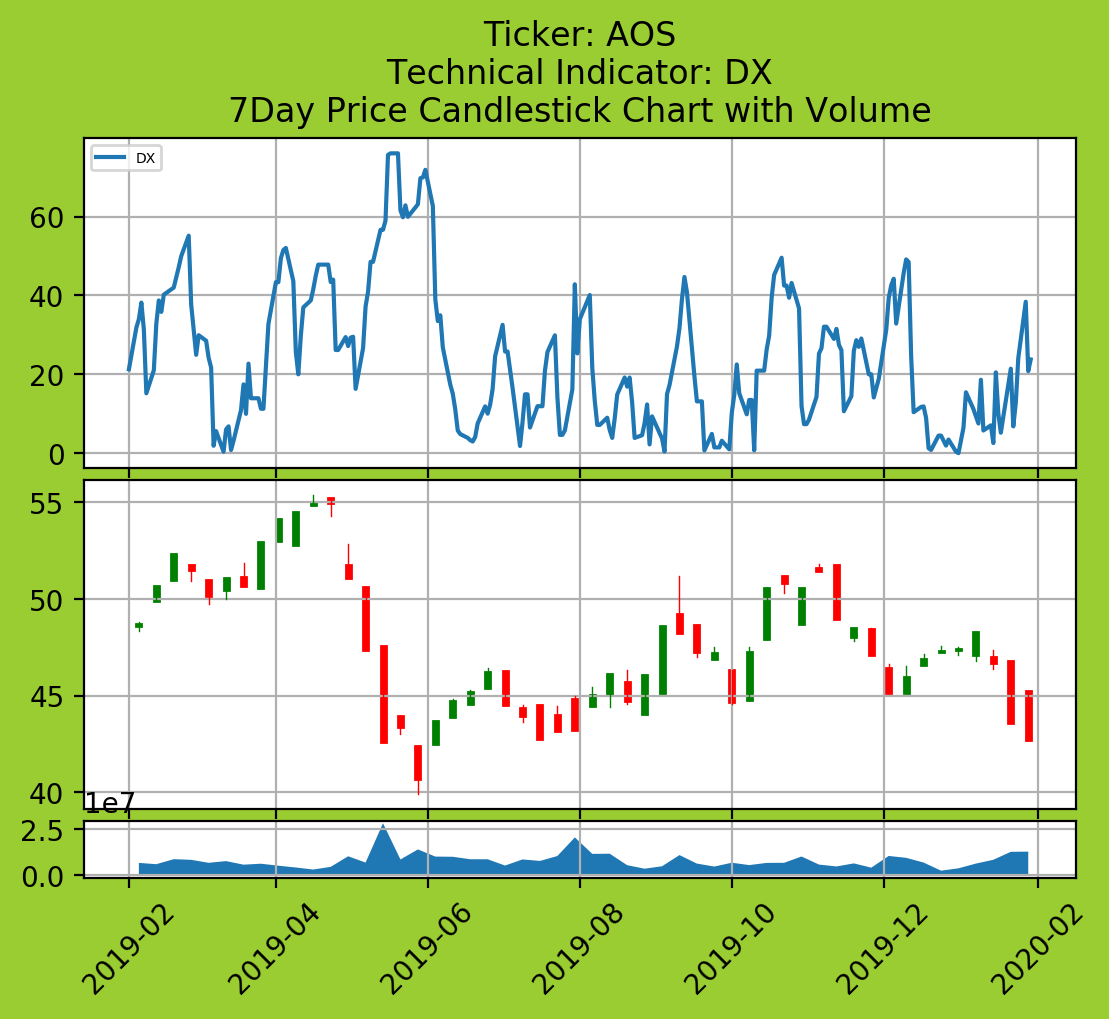 Ticker: AOS
Technical Indicator: DX
7Day Price Candlestick Chart with Volume
DX
60
40
20
0
55
50
45
40
1e7
2.5
0.0
2019-02 2019-04 2019-06 2019-08 2019-10 2019-12 2020-02